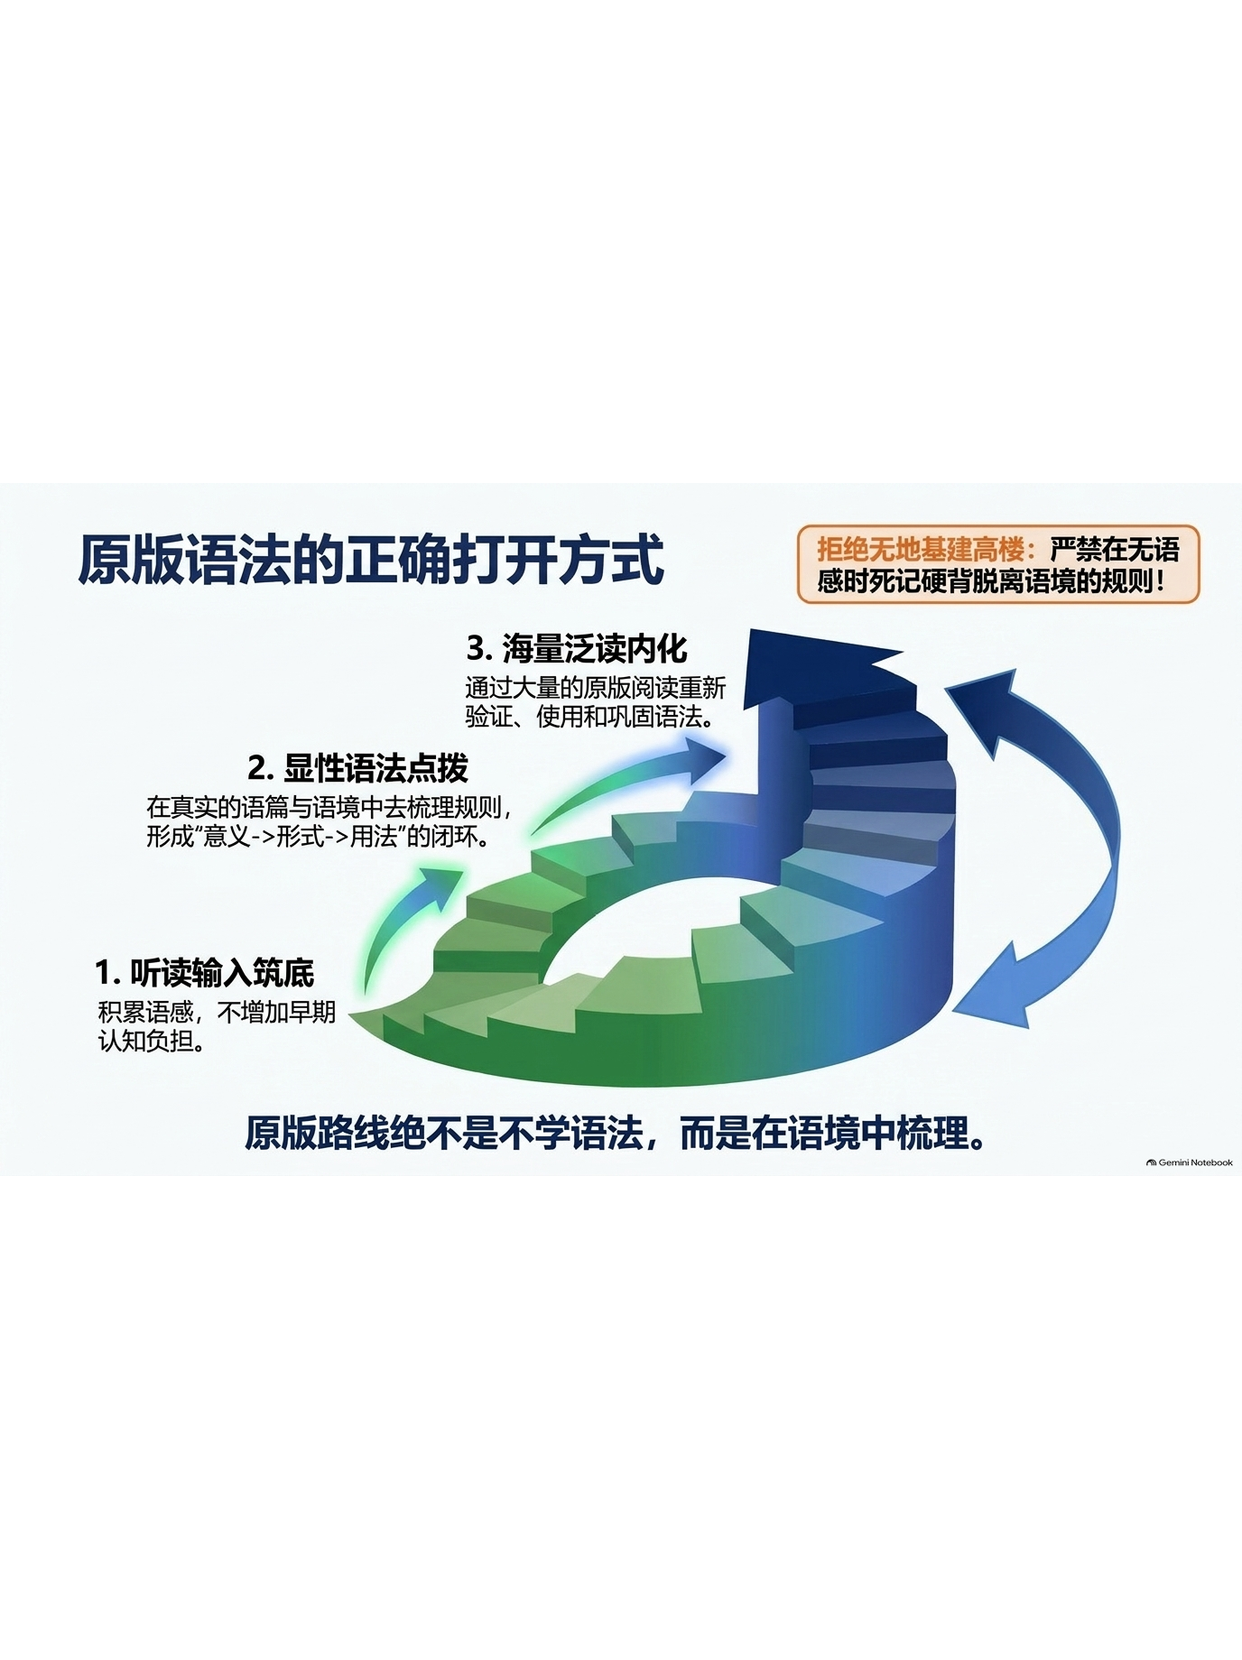 原版语法的正确打开方式
拒绝无地基建高楼：严禁在无语
感时死记硬背脱离语境的规则！
3. 海量泛读内化
通过大量的原版阅读重新
验证、使用和巩固语法。
2. 显性语法点拨
在真实的语篇与语境中去梳理规则，
形成“意义->形式->用法”的闭环。
1. 听读输入筑底
积累语感，不增加早期
认知负担。
原版路线绝不是不学语法，而是在语境中梳理。
Gemini Notebook